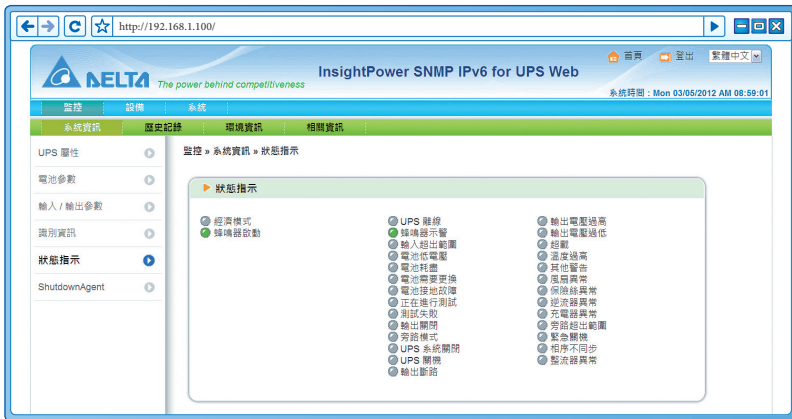 http://192.168.1.100/
首頁 登出 繁體中文
DELTA The power behind competitiveness
InsightPower SNMP IPv6 for UPS Web
系統時間 : Mon 03/05/2012 AM 08:59:01
監控 設備 系統
系統資訊 歷史記錄 環境資訊 相關資訊
監控 » 系統資訊 » 狀態指示
UPS 屬性
電池參數
輸入 / 輸出參數
識別資訊
狀態指示
ShutdownAgent
狀態指示
經濟模式
蜂鳴器啟動
UPS 離線
蜂鳴器示警
輸入超出範圍
電池低電壓
電池耗盡
電池需要更換
電池接地故障
正在進行測試
測試失敗
輸出關閉
旁路模式
UPS 系統關閉
UPS 關機
輸出斷路
輸出電壓過高
輸出電壓過低
超載
溫度過高
其他警告
風扇異常
保險絲異常
逆流器異常
充電器異常
旁路超出範圍
緊急關機
相序不同步
整流器異常